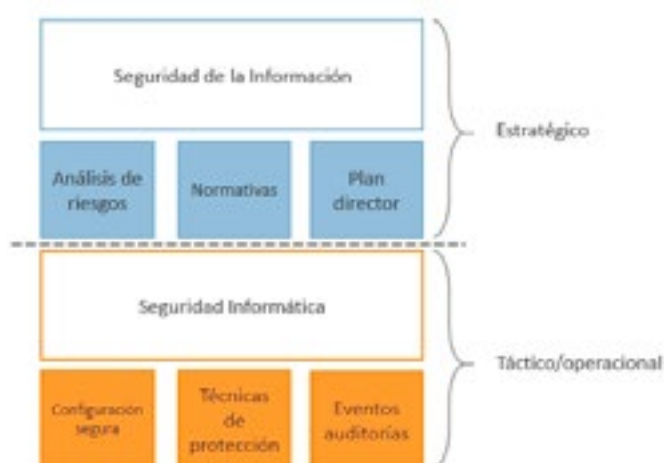 Seguridad de la Información
Estratégico
Análisis de
riesgos
Normativas
Plan
director
Seguridad Informática
Táctico/operacional
Configuración
segura
Técnicas
de
protección
Eventos
auditorías